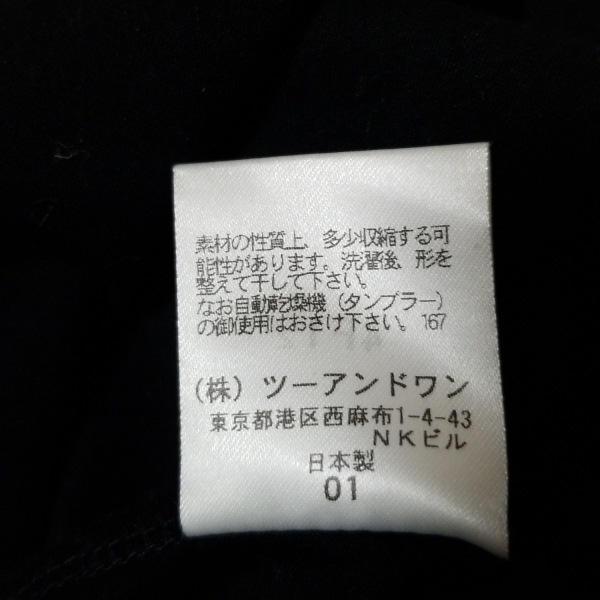 素材の性質上、多少収縮する可
能性があります。洗濯後、形を
整えて干して下さい。
なお自動乾燥機(タンブラー)
の御使用はおさけ下さい。167
(株)ツーアンドワン
東京都港区西麻布1-4-43
NKビル
日本製
01